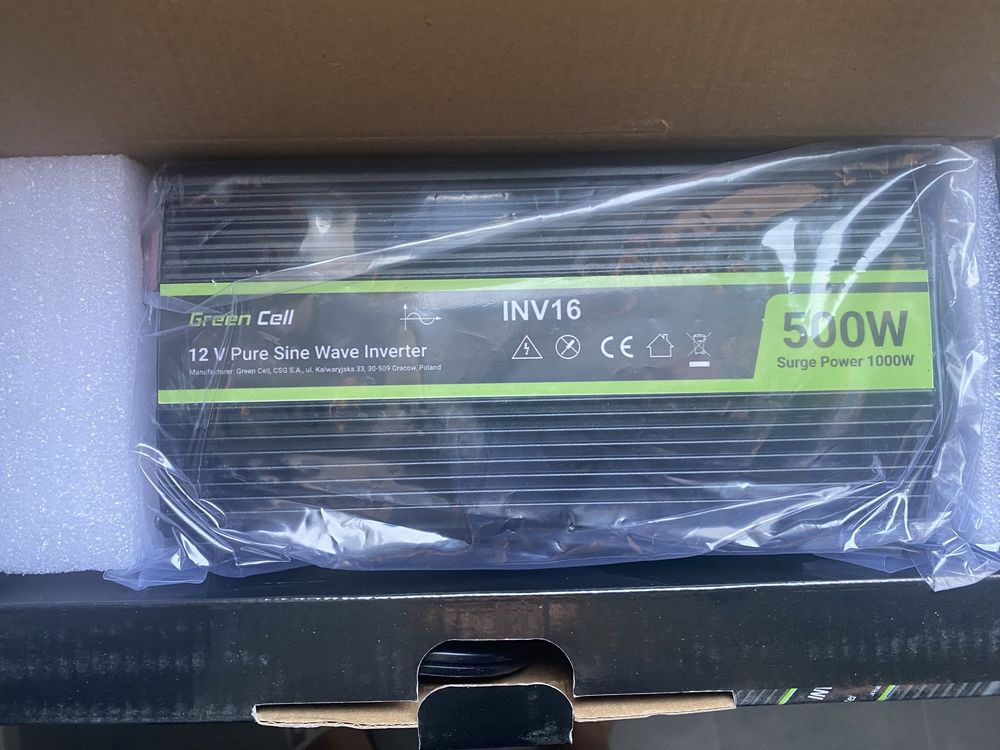 Green Cell
INV16
12 V Pure Sine Wave Inverter
Manufacturer: Green Cell, CSG S.A., ul. Kalwaryjska 33, 30-509 Cracow, Poland
CE
500W
Surge Power 1000W